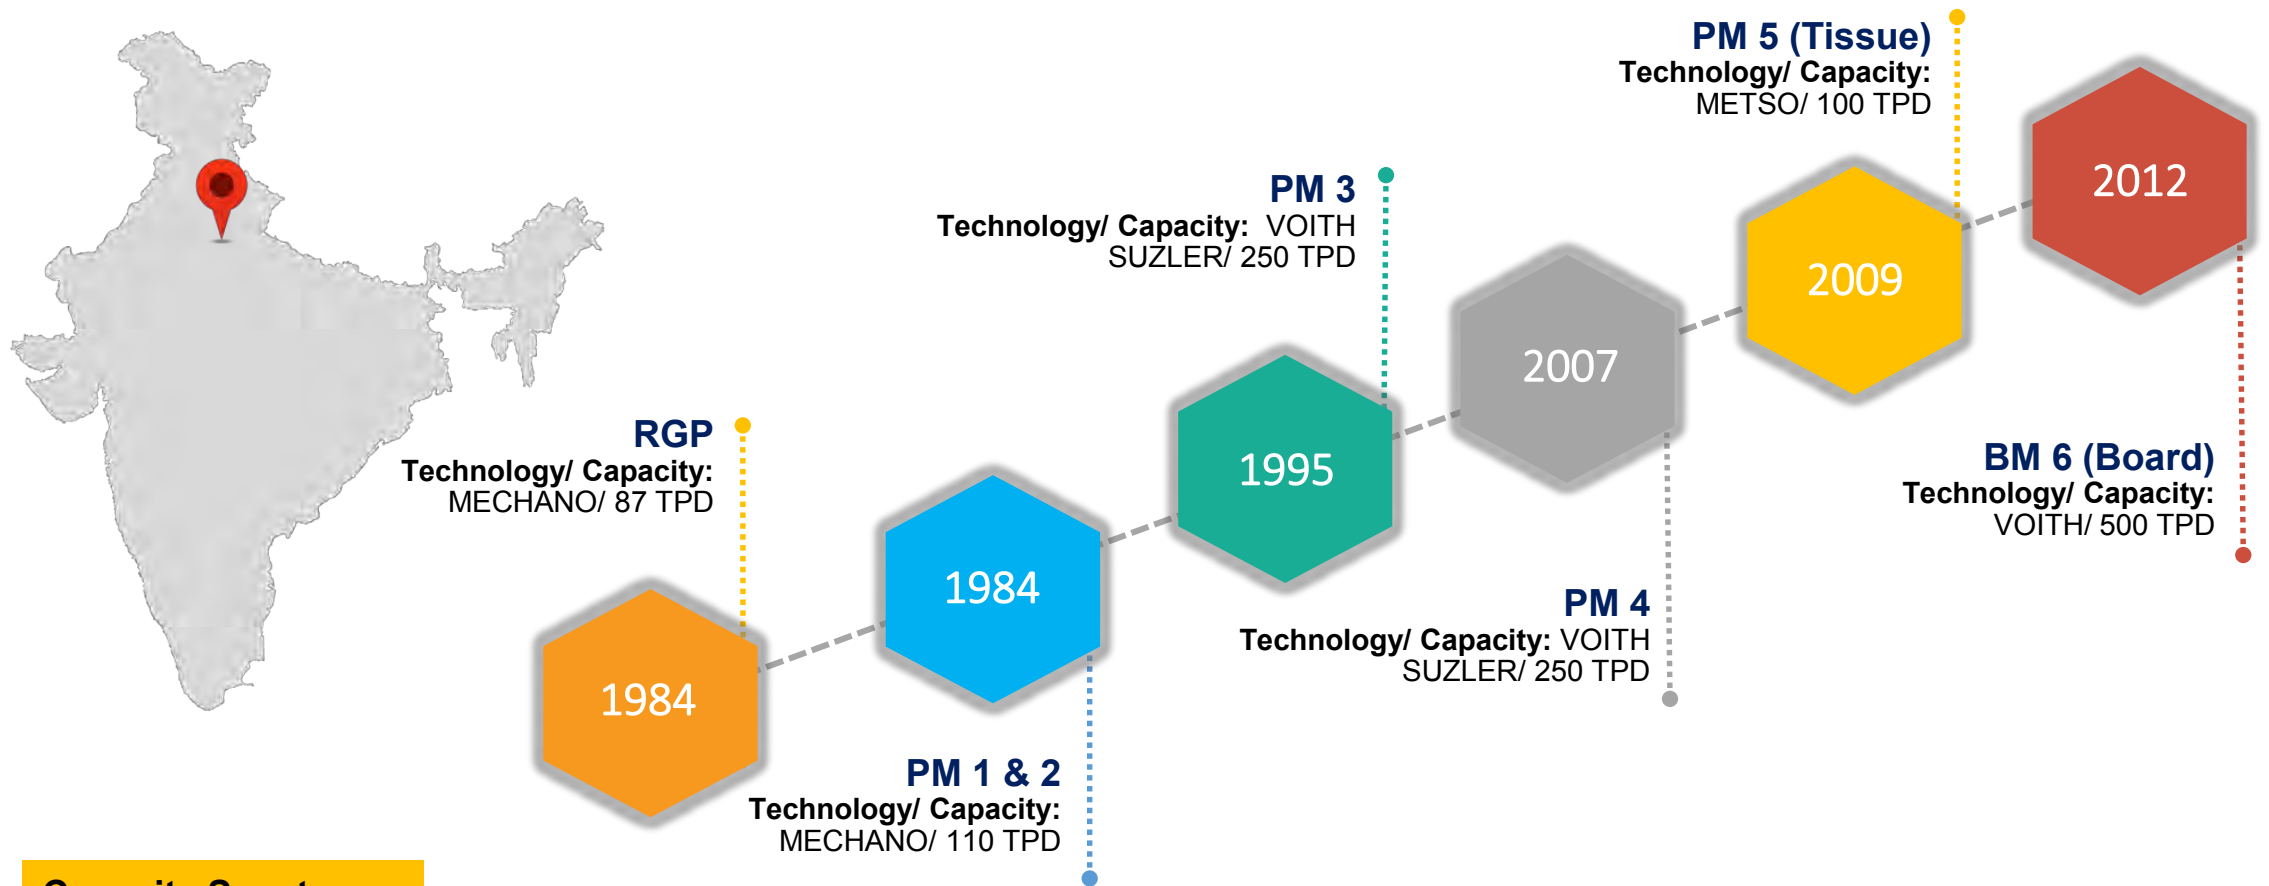 PM 5 (Tissue)
Technology/ Capacity:
METSO/ 100 TPD
2012
PM 3
Technology/ Capacity: VOITH
SUZLER/ 250 TPD
2009
2007
RGP
Technology/ Capacity:
MECHANO/ 87 TPD
1995
BM 6 (Board)
Technology/ Capacity:
VOITH/ 500 TPD
1984
PM 4
Technology/ Capacity: VOITH
SUZLER/ 250 TPD
1984
PM 1 & 2
Technology/ Capacity:
MECHANO/ 110 TPD